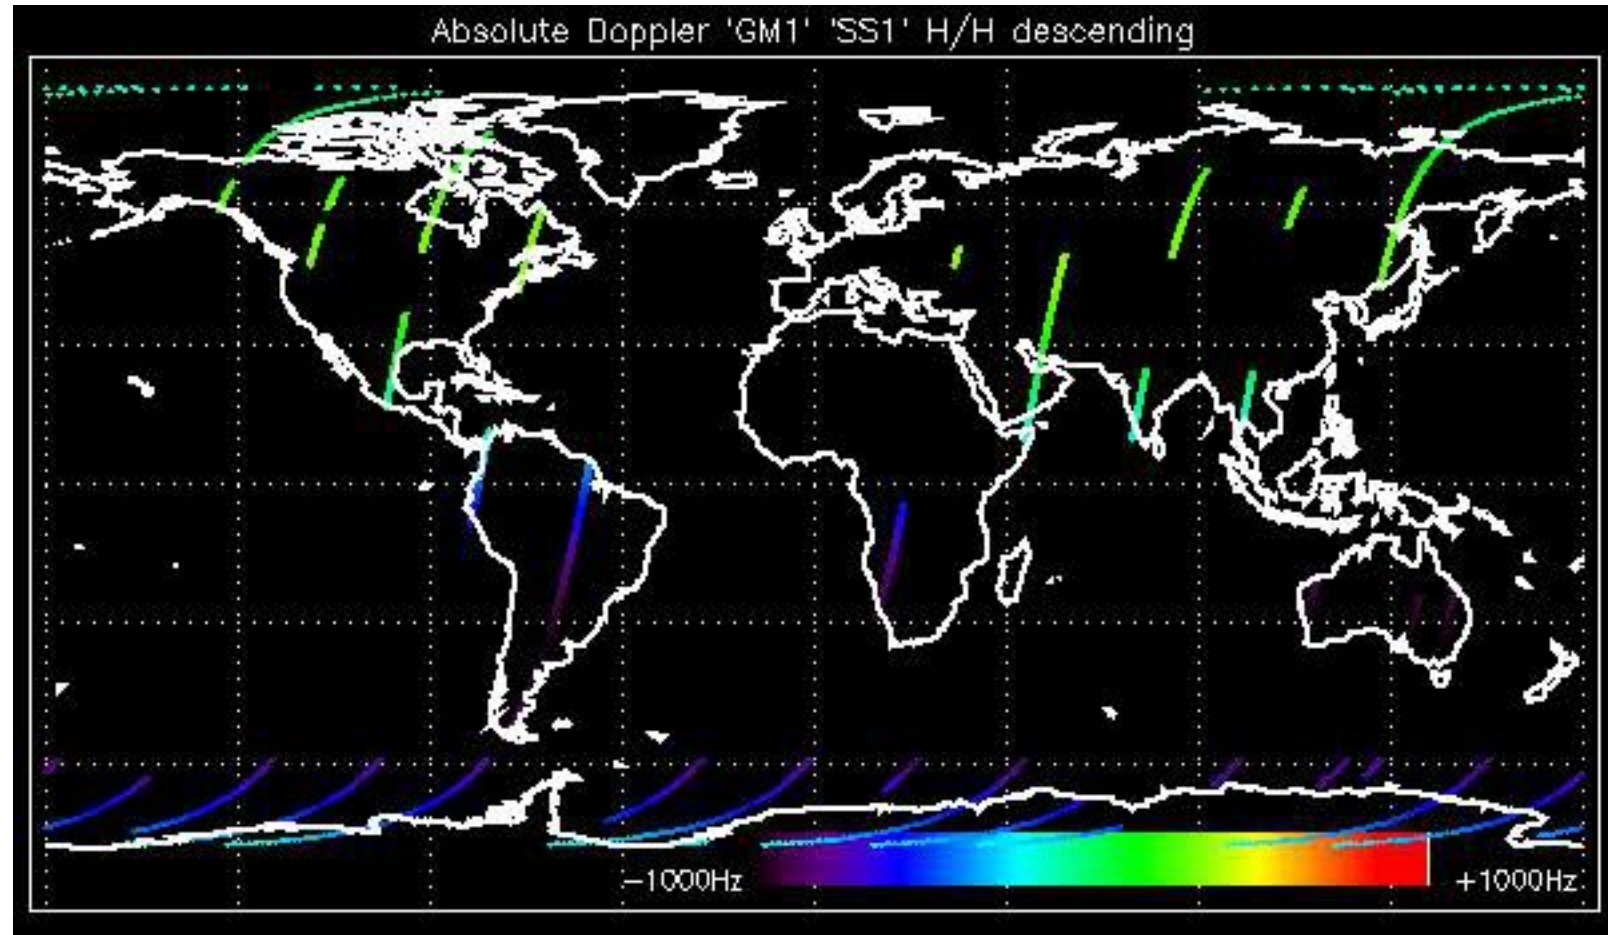 Absolute Doppler 'GM1' 'SS1' H/H descending
−1000Hz +1000Hz